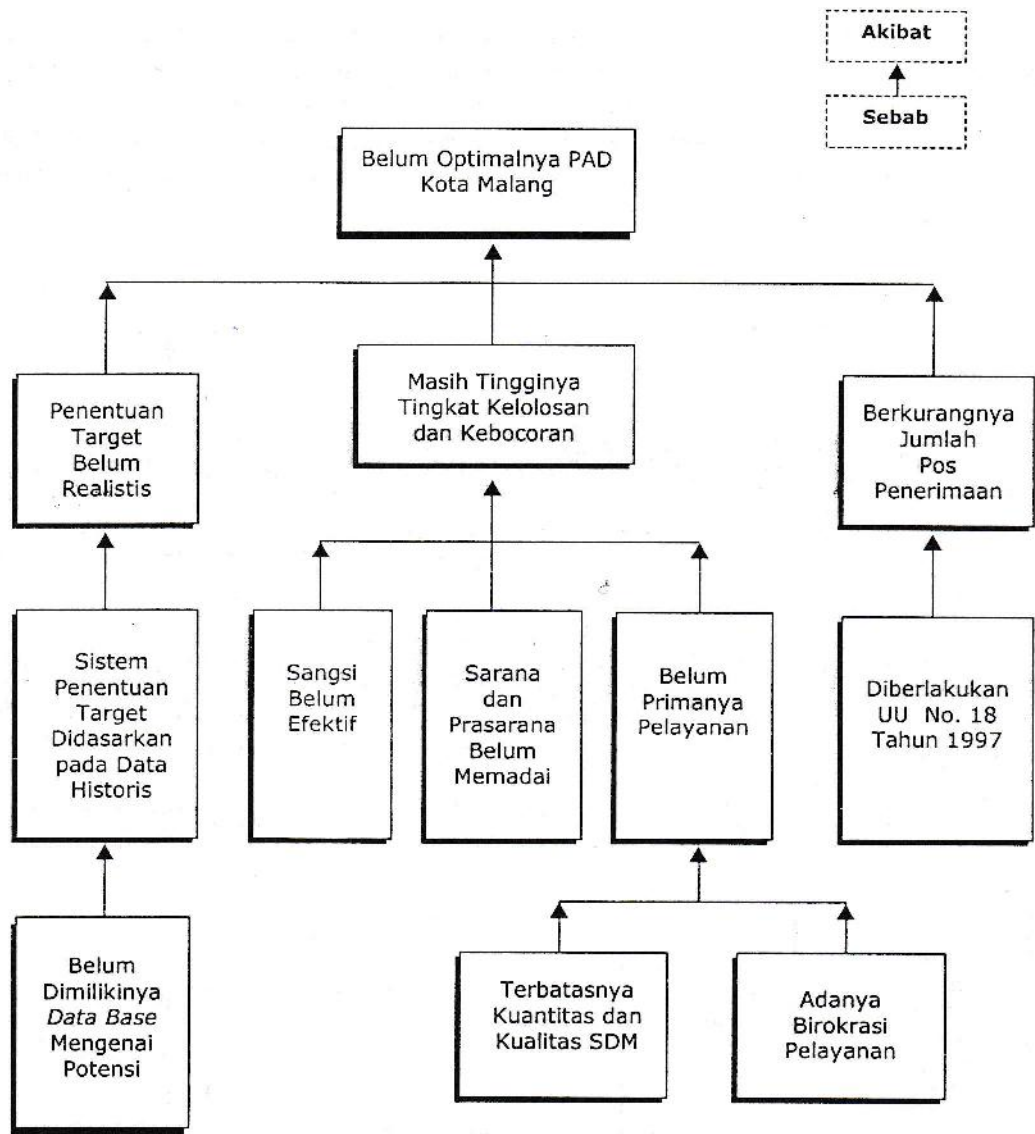 Akibat
Sebab
Belum Optimalnya PAD
Kota Malang
Penentuan
Target
Belum
Realistis
Masih Tingginya
Tingkat Kelolosan
dan Kebocoran
Berkurangnya
Jumlah
Pos
Penerimaan
Sistem
Penentuan
Target
Didasarkan
pada Data
Historis
Sangsi
Belum
Efektif
Sarana
dan
Prasarana
Belum
Memadai
Belum
Primanya
Pelayanan
Diberlakukan
UU No. 18
Tahun 1997
Belum
Dimilikinya
Data Base
Mengenai
Potensi
Terbatasnya
Kuantitas dan
Kualitas SDM
Adanya
Birokrasi
Pelayanan